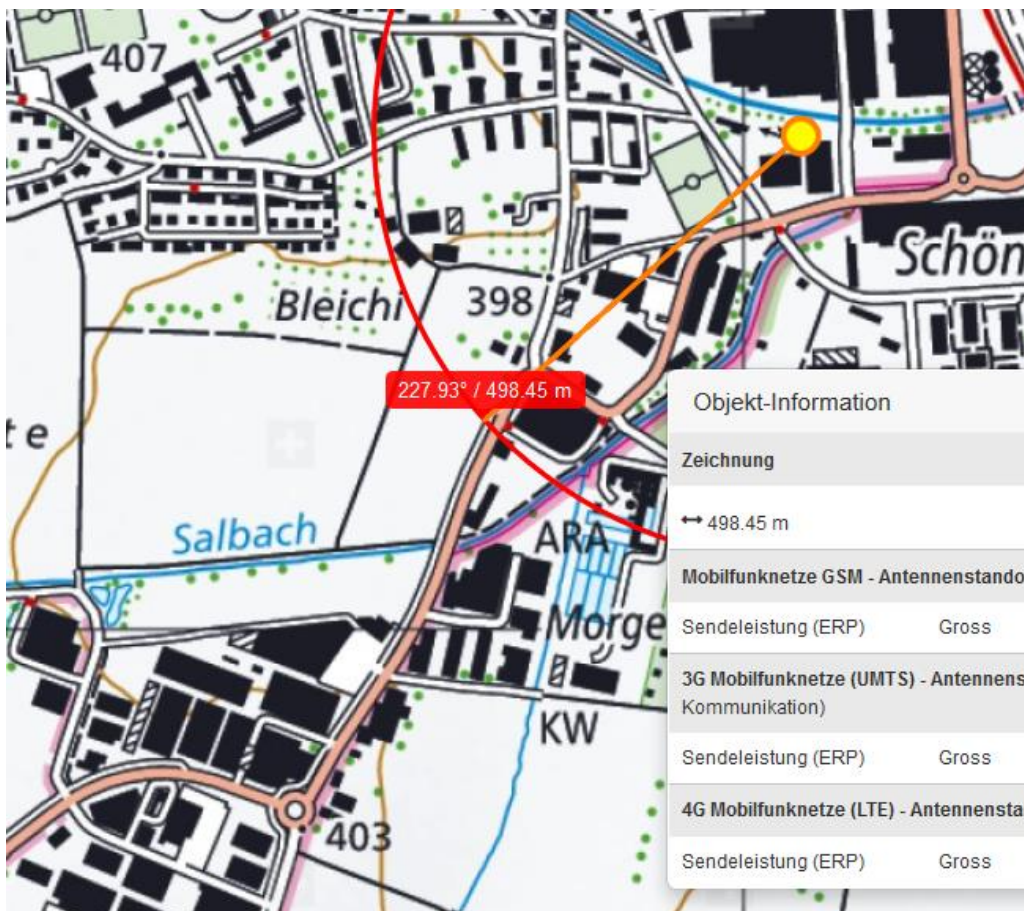 407
Schön
Bleichi
398
227.93° / 498.45 m
Objekt-Information
te
Zeichnung
498.45 m
Salbach
ARA
Mobilfunknetze GSM - Antennenstando
Morge
Sendeleistung (ERP) Gross
3G Mobilfunknetze (UMTS) - Antennens
Kommunikation)
KW
Sendeleistung (ERP) Gross
4G Mobilfunknetze (LTE) - Antennensta
403
Sendeleistung (ERP) Gross